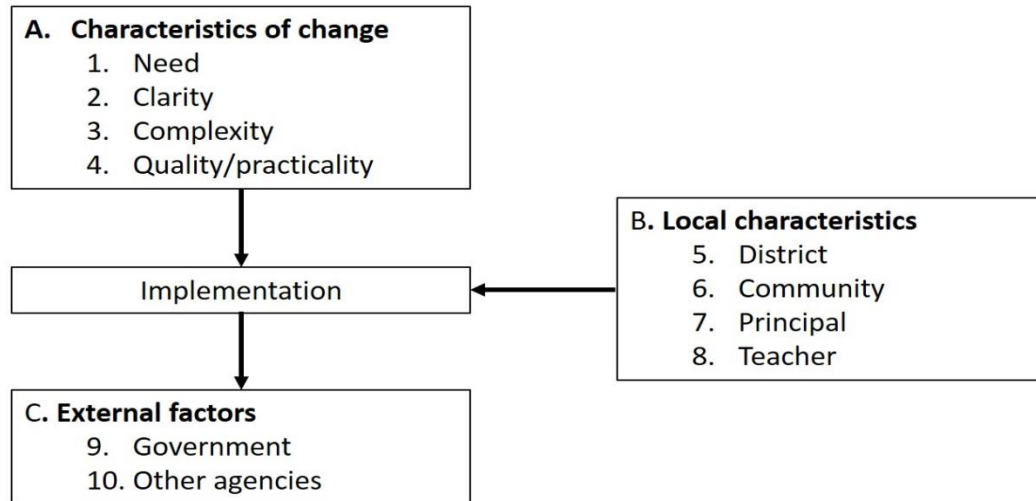 A. Characteristics of change
1. Need
2. Clarity
3. Complexity
4. Quality/practicality
Implementation
B. Local characteristics
5. District
6. Community
7. Principal
8. Teacher
C. External factors
9. Government
10. Other agencies